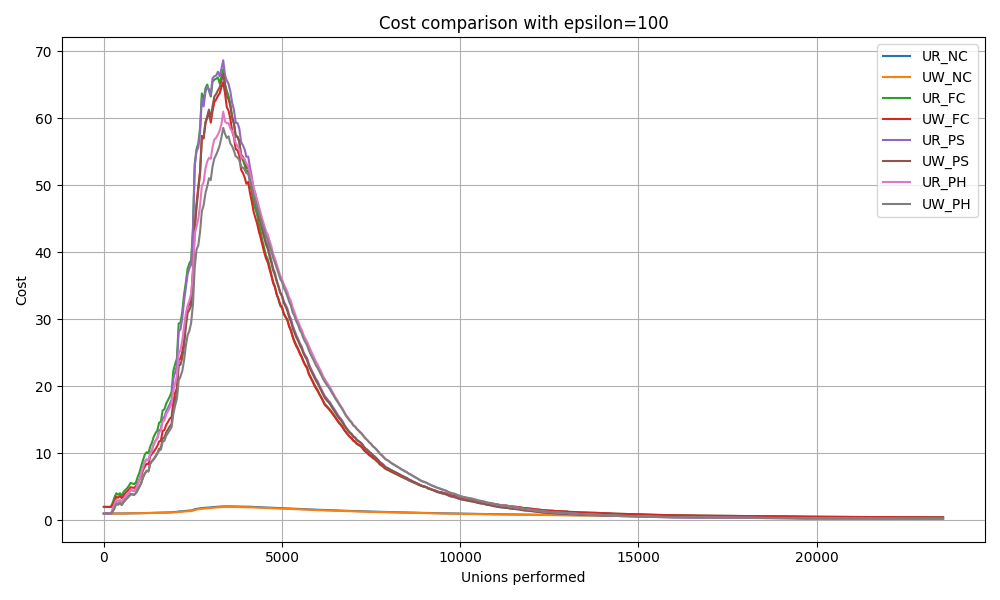 Cost comparison with epsilon=100
70
60
50
40
30
20
10
0
Cost
0
5000
10000
15000
20000
Unions performed
UR_NC
UW_NC
UR_FC
UW_FC
UR_PS
UW_PS
UR_PH
UW_PH